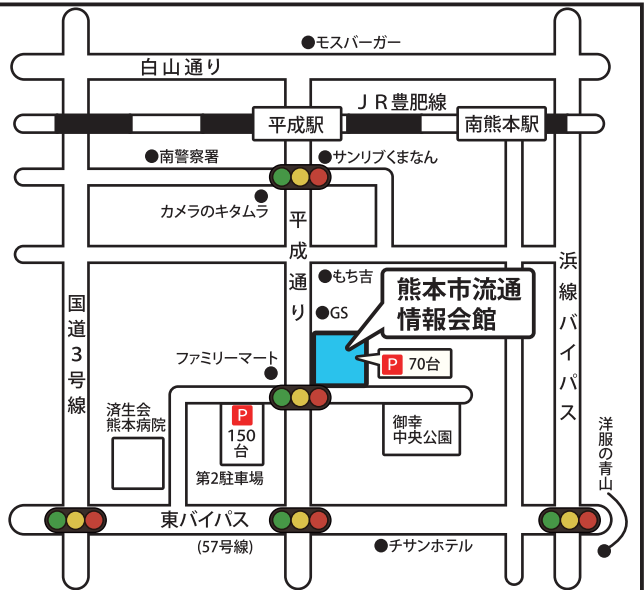 モスバーガー
白山通り
JR豊肥線
平成駅
南熊本駅
南警察署
サンリブくまなん
カメラのキタムラ
平成通り
もち吉
熊本市流通
情報会館
浜線バイパス
国道3号線
GS
P 70台
ファミリーマート
済生会
熊本病院
P
150
台
御幸
中央公園
洋服の青山
第2駐車場
東バイパス
(57号線)
チサンホテル